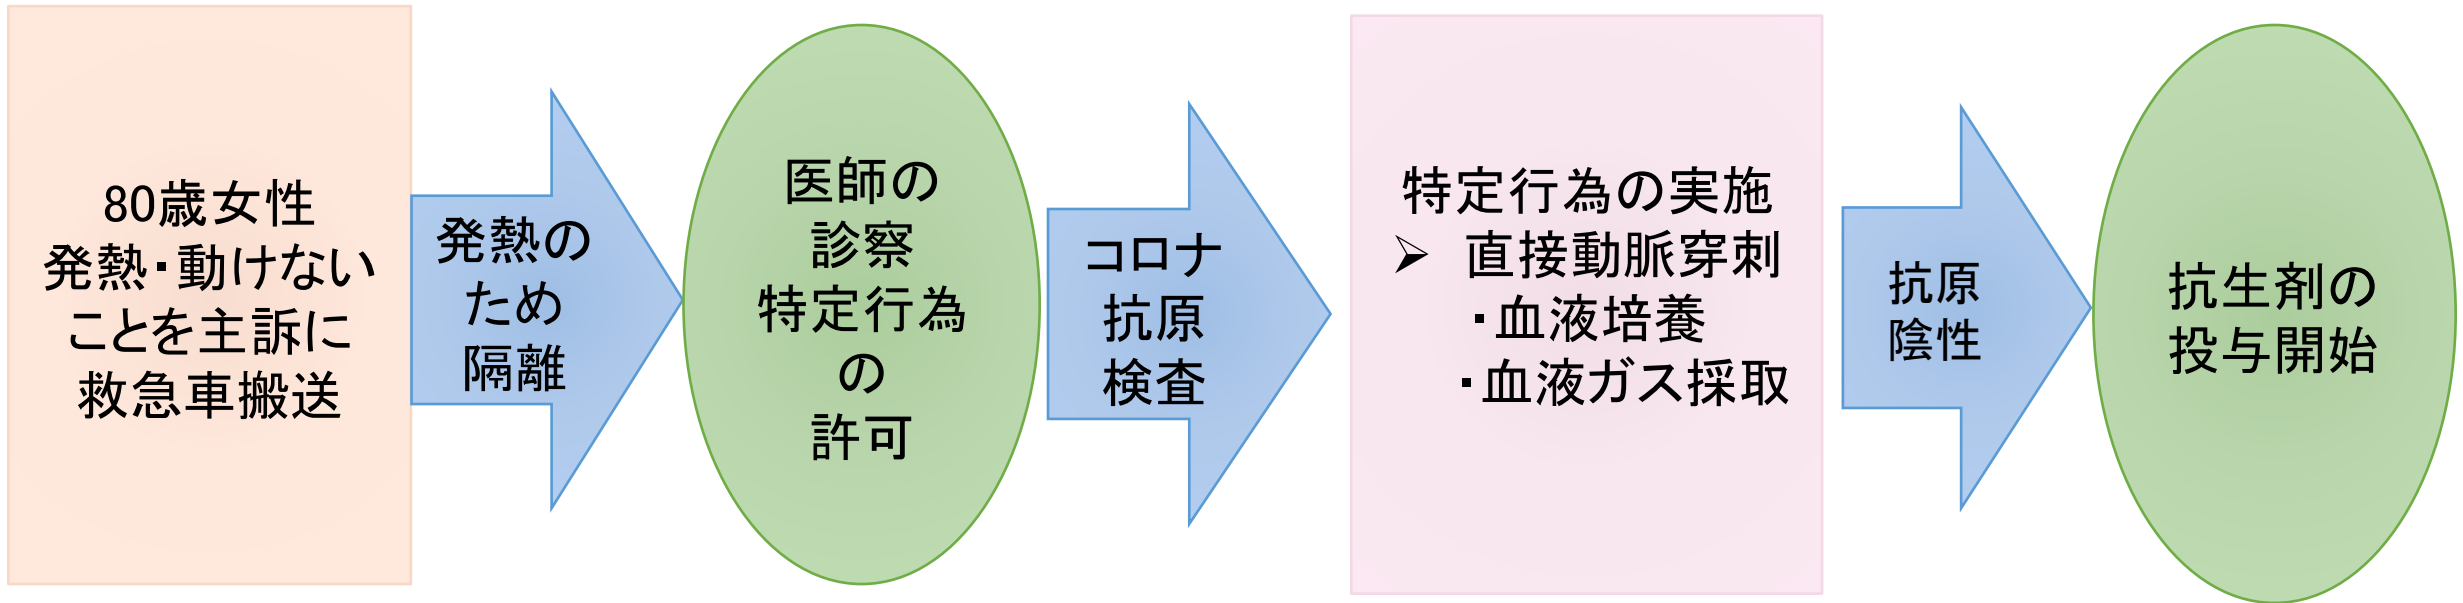 80歳女性
発熱・動けない
ことを主訴に
救急車搬送
発熱の
ため
隔離
医師の
診察
特定行為
の
許可
コロナ
抗原
検査
特定行為の実施
➢ 直接動脈穿刺
・血液培養
・血液ガス採取
抗原
陰性
抗生剤の
投与開始